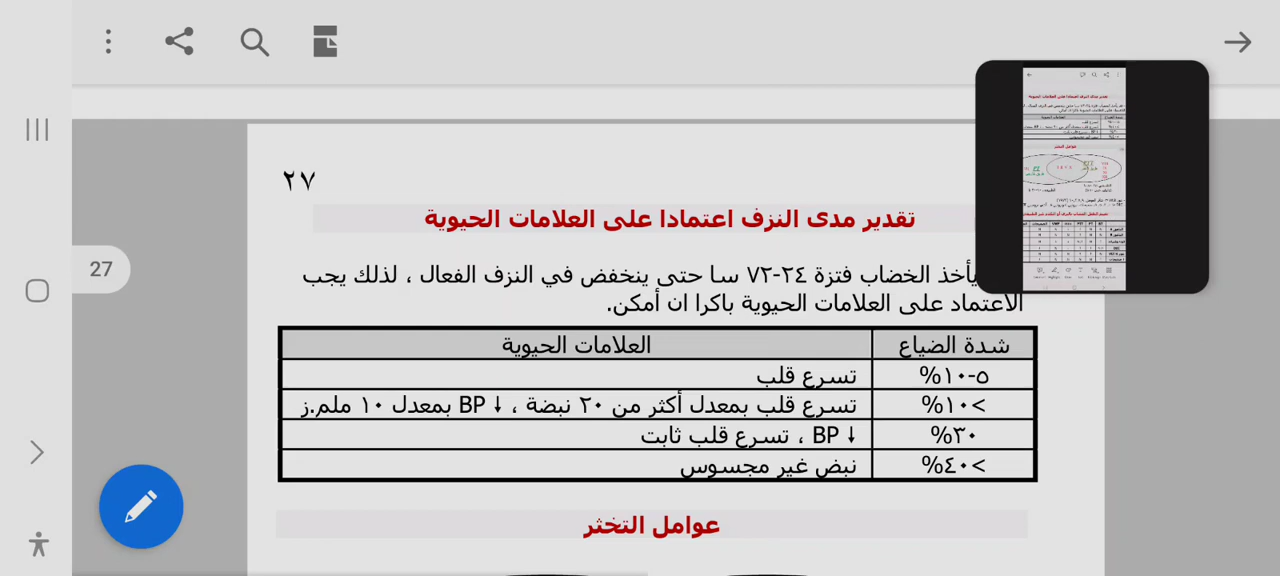 ٢٧
تقدير مدى النزف اعتمادا على العلامات الحيوية
27
يأخذ الخضاب فتزة ٢٤-٧٢ سا حتى ينخفض في النزف الفعال ، لذلك يجب
الاعتماد على العلامات الحيوية باكرا ان أمكن.
شدة الضياع العلامات الحيوية
٥-١٠% تسرع قلب
>١٠% تسرع قلب بمعدل أكثر من ٢٠ نبضة ، ↓ BP بمعدل ١٠ ملم.ز
٣٠% ↓ BP ، تسرع قلب ثابت
>٤٠% نبض غير مجسوس
عوامل التخثر